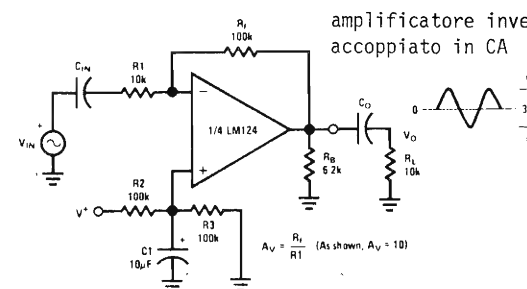 amplificatore inve
accoppiato in CA
Rf
100k
CIN
R1
10k
1/4 LM124
CO
VO
VIN
RB
6.2k
RL
10k
R2
100k
V+
R3
100k
C1
10µF
AV = Rf / R1 (As shown, AV = 10)
0
3